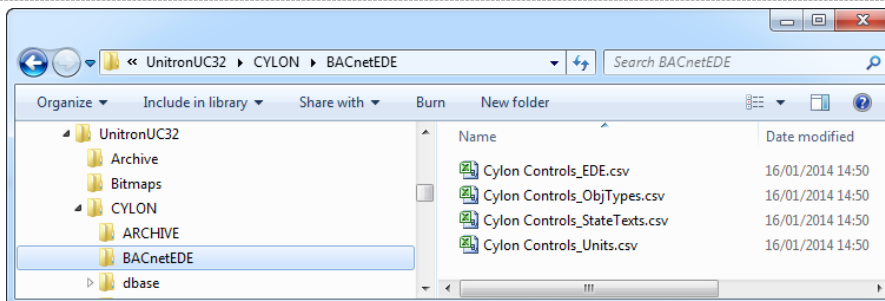 « UnitronUC32 CYLON BACnetEDE Search BACnetEDE
Organize Include in library Share with Burn New folder
UnitronUC32 Name Date modified
Archive Cylon Controls_EDE.csv 16/01/2014 14:50
Bitmaps Cylon Controls_ObjTypes.csv 16/01/2014 14:50
CYLON Cylon Controls_StateTexts.csv 16/01/2014 14:50
ARCHIVE Cylon Controls_Units.csv 16/01/2014 14:50
BACnetEDE
dbase